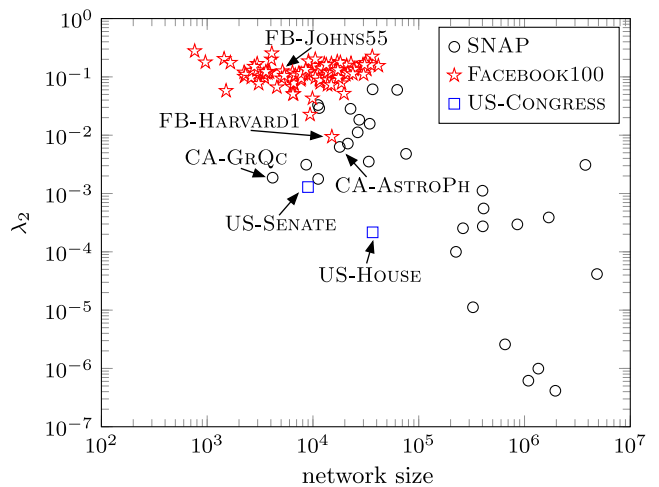 10^0
10^−1
10^−2
10^−3
10^−4
10^−5
10^−6
10^−7
λ_2
FB-JOHNS55
SNAP
FACEBOOK100
US-CONGRESS
FB-HARVARD1
CA-GRQC
CA-ASTROPH
US-SENATE
US-HOUSE
10^2
10^3
10^4
10^5
10^6
10^7
network size